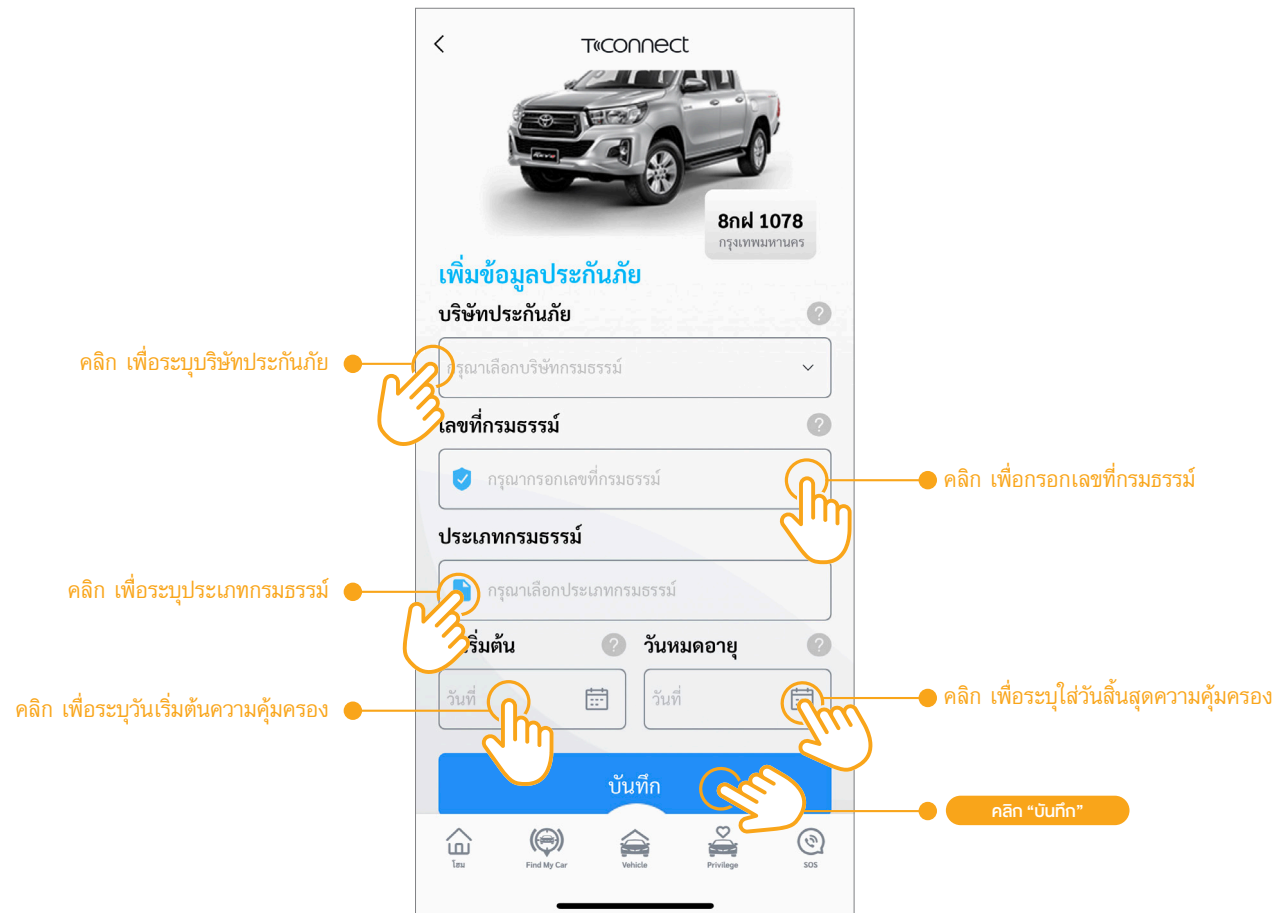 T«CONNECT
REVO
8กฝ 1078
กรุงเทพมหานคร
เพิ่มข้อมูลประกันภัย
บริษัทประกันภัย
?
คลิก เพื่อระบุบริษัทประกันภัย
กรุณาเลือกบริษัทกรมธรรม์
เลขที่กรมธรรม์
?
กรุณากรอกเลขที่กรมธรรม์
คลิก เพื่อกรอกเลขที่กรมธรรม์
ประเภทกรมธรรม์
คลิก เพื่อระบุประเภทกรมธรรม์
กรุณาเลือกประเภทกรมธรรม์
เริ่มต้น
?
วันหมดอายุ
?
คลิก เพื่อระบุวันเริ่มต้นความคุ้มครอง
วันที่
วันที่
คลิก เพื่อระบุใส่วันสิ้นสุดความคุ้มครอง
บันทึก
คลิก “บันทึก”
โฮม
Find My Car
Vehicle
Privilege
SOS